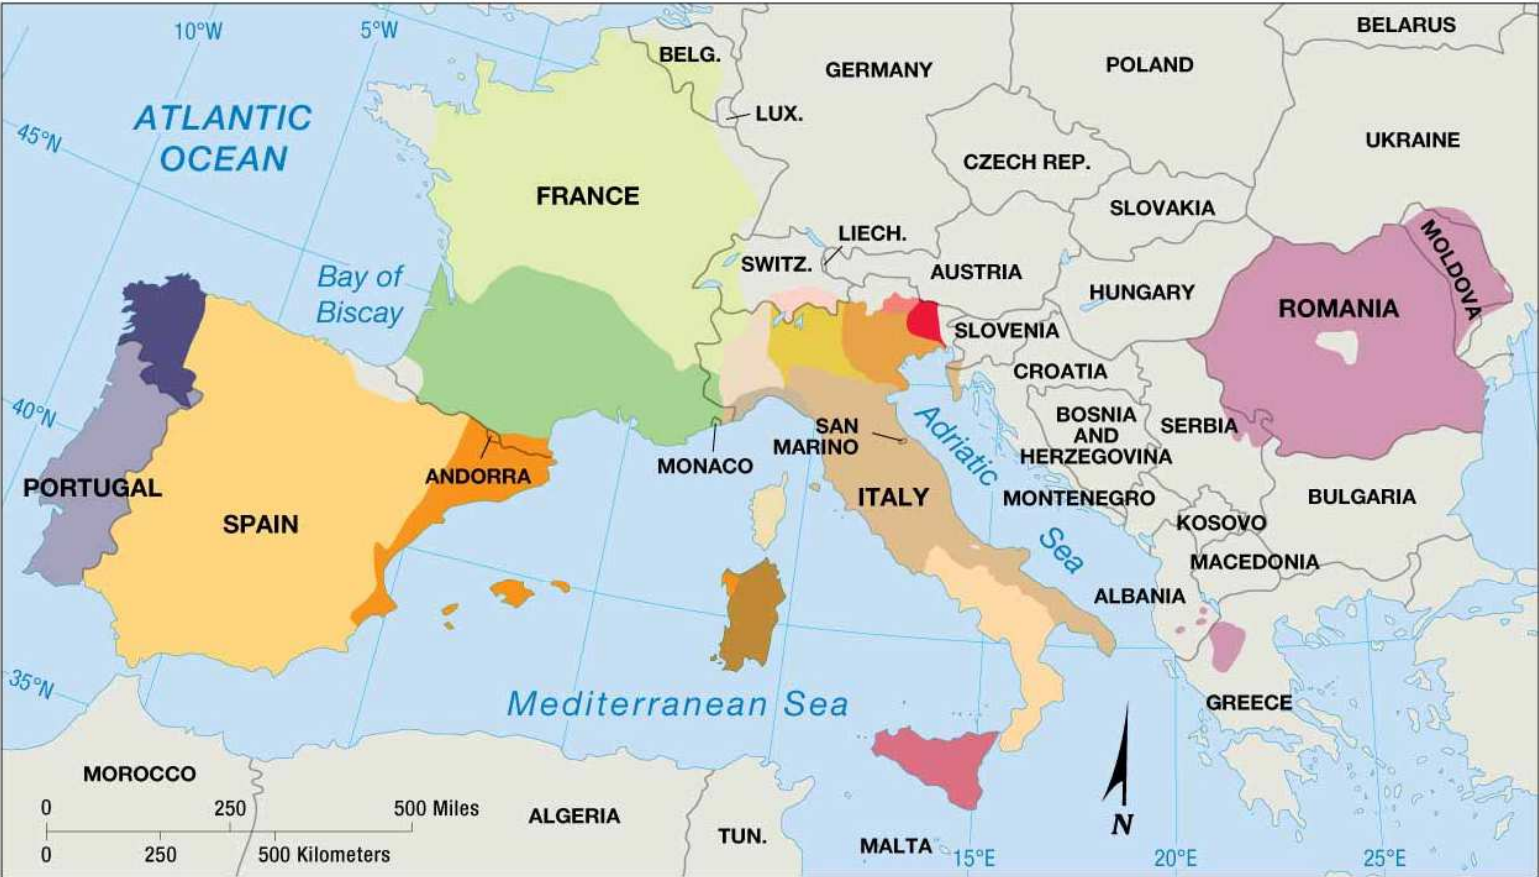 10°W
5°W
BELG.
GERMANY
POLAND
BELARUS
ATLANTIC
OCEAN
LUX.
45°N
UKRAINE
CZECH REP.
FRANCE
SLOVAKIA
LIECH.
MOLDOVA
SWITZ.
AUSTRIA
Bay of
Biscay
HUNGARY
ROMANIA
SLOVENIA
CROATIA
40°N
BOSNIA
AND
HERZEGOVINA
SERBIA
SAN
MARINO
Adriatic
Sea
MONACO
ANDORRA
PORTUGAL
ITALY
MONTENEGRO
BULGARIA
SPAIN
KOSOVO
MACEDONIA
ALBANIA
35°N
Mediterranean Sea
GREECE
MOROCCO
0 250 500 Miles
0 250 500 Kilometers
ALGERIA
TUN.
MALTA
N
15°E
20°E
25°E